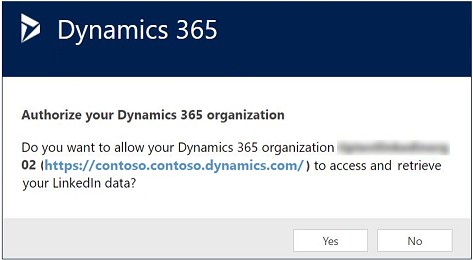 Dynamics 365
Authorize your Dynamics 365 organization
Do you want to allow your Dynamics 365 organization
02 (https://contoso.contoso.dynamics.com/ ) to access and retrieve
your LinkedIn data?
Yes No